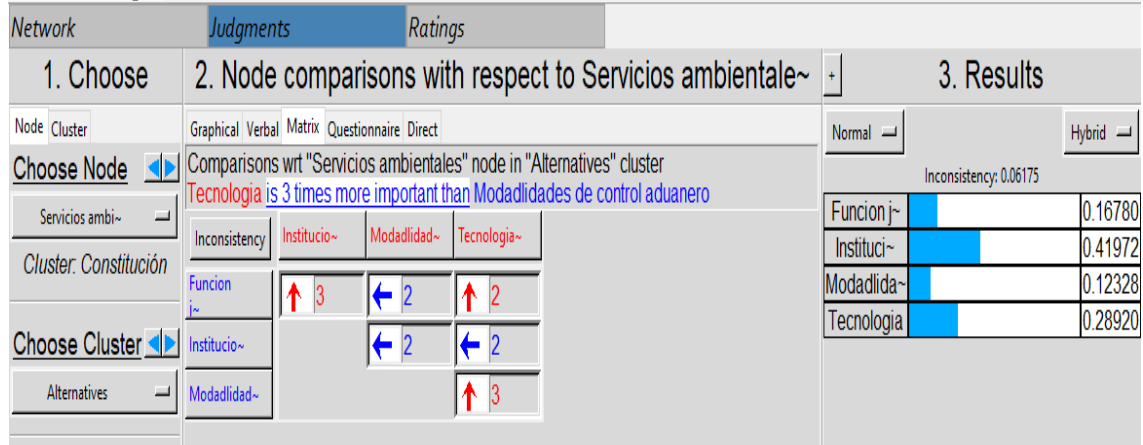 Network Judgments Ratings
1. Choose
2. Node comparisons with respect to Servicios ambientale~
+ 3. Results
Node Cluster
Graphical Verbal Matrix Questionnaire Direct
Normal Hybrid
Choose Node
Comparisons wrt "Servicios ambientales" node in "Alternatives" cluster
Tecnologia is 3 times more important than Modadlidades de control aduanero
Inconsistency: 0.06175
Servicios ambi~
Cluster: Constitución
Choose Cluster
Alternatives
Inconsistency Institucio~ Modadlidad~ Tecnologia~
Funcion
j~ 3 2 2
Institucio~ 2 2
Modadlidad~ 3
Funcion j~ 0.16780
Instituci~ 0.41972
Modadlida~ 0.12328
Tecnologia 0.28920